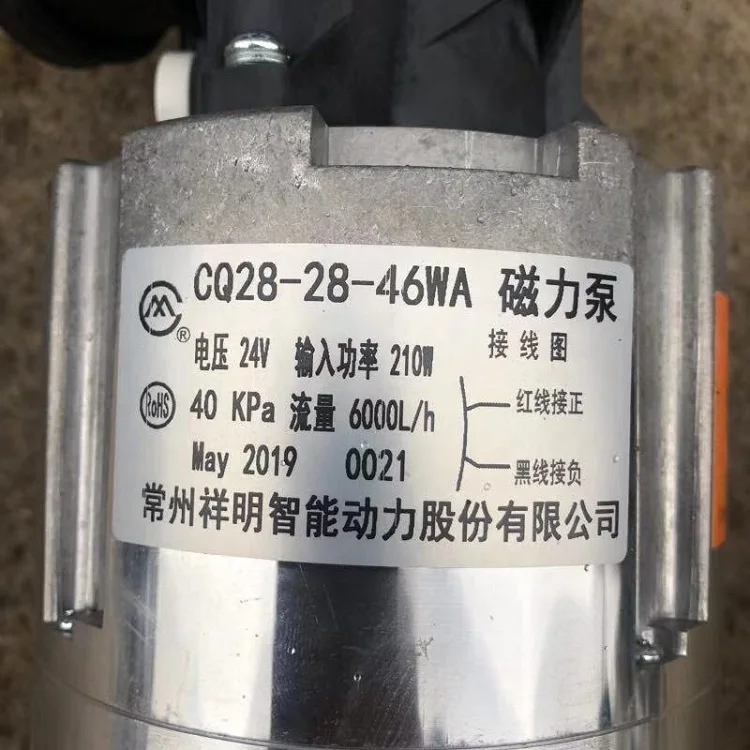 CQ28-28-46WA 磁力泵
®
电压 24V 输入功率 210W
接线图
RoHS
40 KPa 流量 6000L/h
红线接正
黑线接负
May 2019 0021
常州祥明智能动力股份有限公司